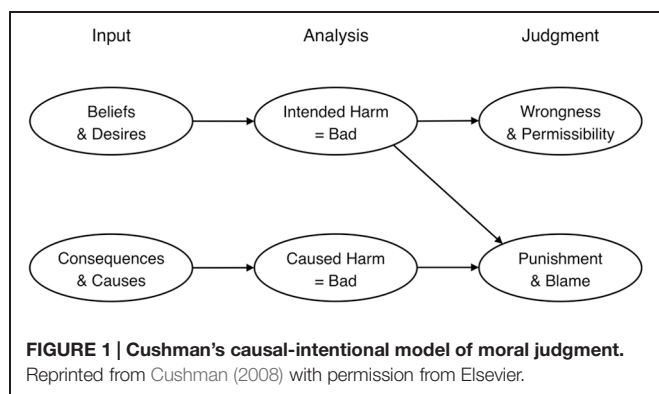 Input
Analysis
Judgment
Beliefs
& Desires
Intended Harm
= Bad
Wrongness
& Permissibility
Consequences
& Causes
Caused Harm
= Bad
Punishment
& Blame
FIGURE 1 | Cushman’s causal-intentional model of moral judgment.
Reprinted from Cushman (2008) with permission from Elsevier.